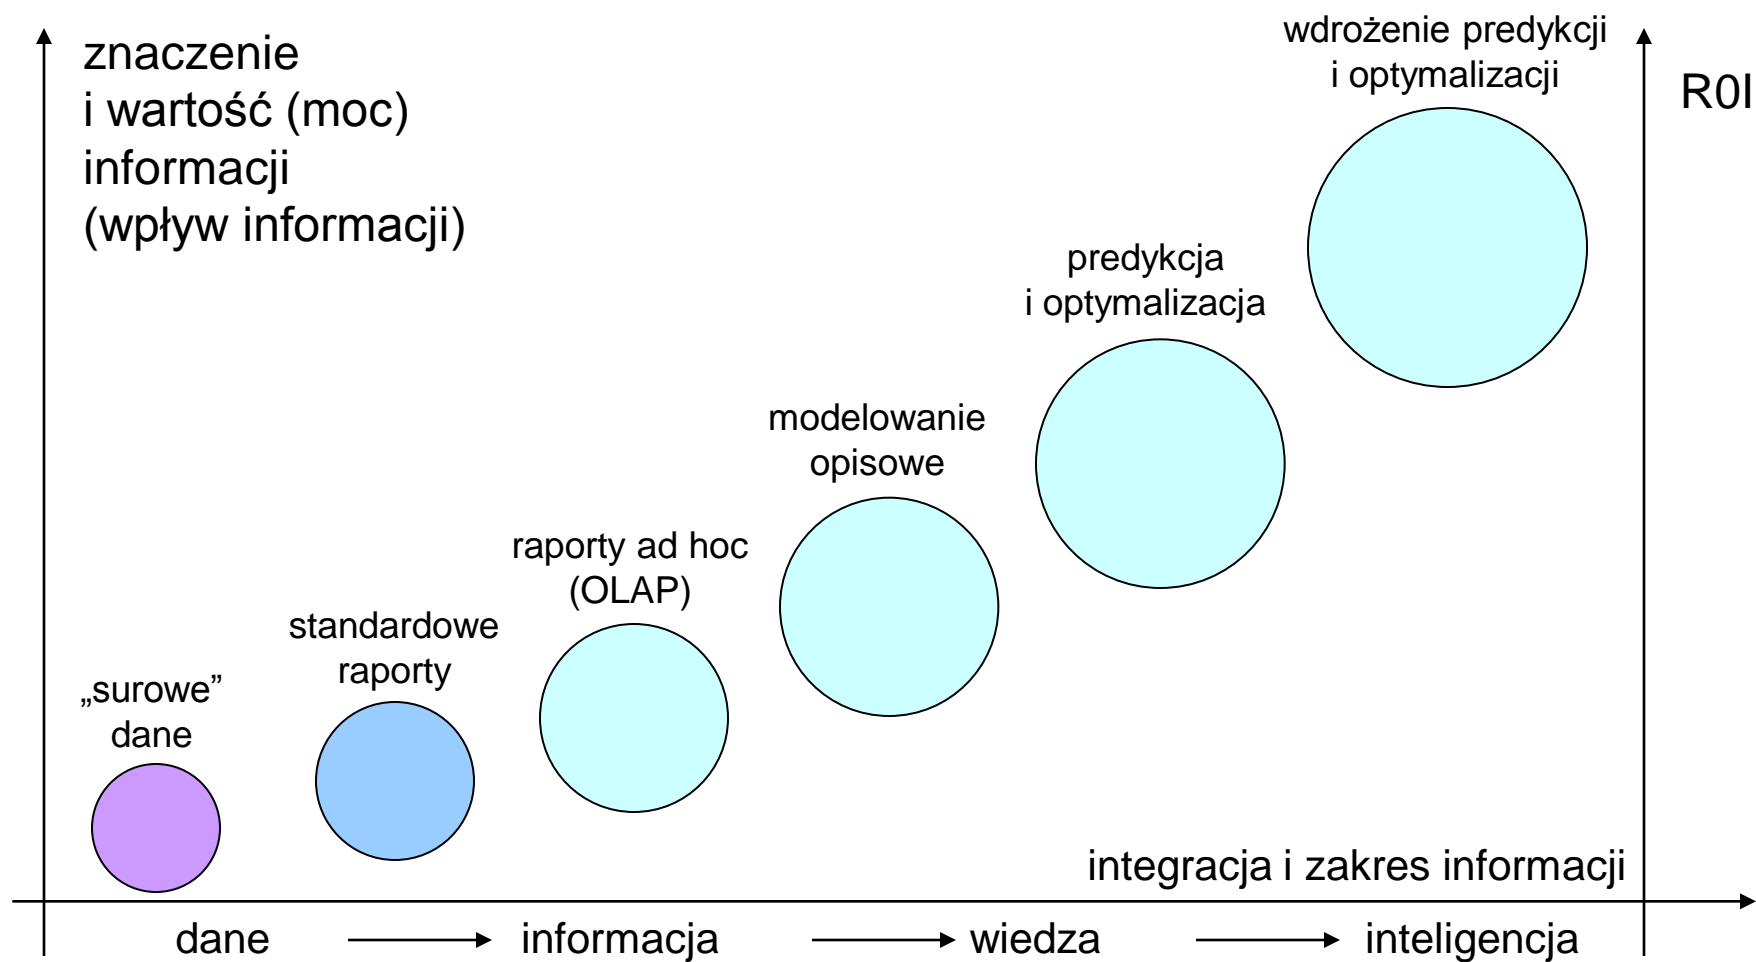 znaczenie
i wartość (moc)
informacji
(wpływ informacji)
wdrożenie predykcji
i optymalizacji
R0I
predykcja
i optymalizacja
modelowanie
opisowe
raporty ad hoc
(OLAP)
standardowe
raporty
„surowe”
dane
integracja i zakres informacji
dane
informacja
wiedza
inteligencja